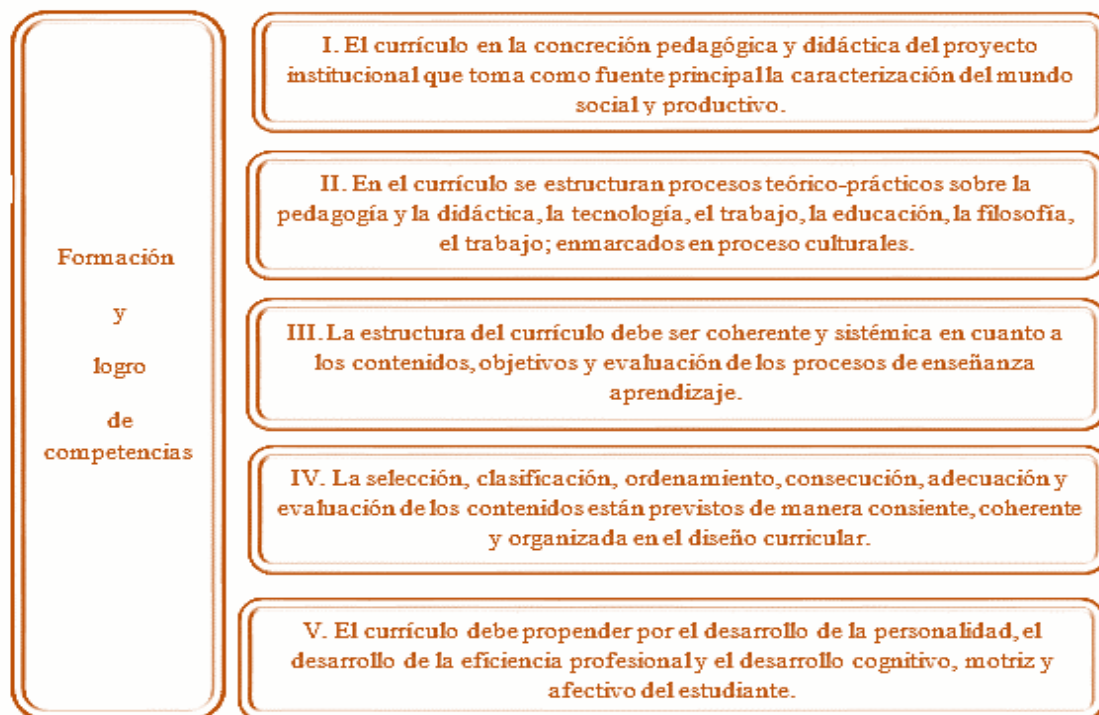 Formación
y
logro
de
competencias
I. El currículo en la concreción pedagógica y didáctica del proyecto
institucional que toma como fuente principal la caracterización del mundo
social y productivo.
II. En el currículo se estructuran procesos teórico-prácticos sobre la
pedagogía y la didáctica, la tecnología, el trabajo, la educación, la filosofía,
el trabajo; enmarcados en proceso culturales.
III. La estructura del currículo debe ser coherente y sistémica en cuanto a
los contenidos, objetivos y evaluación de los procesos de enseñanza
aprendizaje.
IV. La selección, clasificación, ordenamiento, consecución, adecuación y
evaluación de los contenidos están previstos de manera consiente, coherente
y organizada en el diseño curricular.
V. El currículo debe propender por el desarrollo de la personalidad, el
desarrollo de la eficiencia profesional y el desarrollo cognitivo, motriz y
afectivo del estudiante.